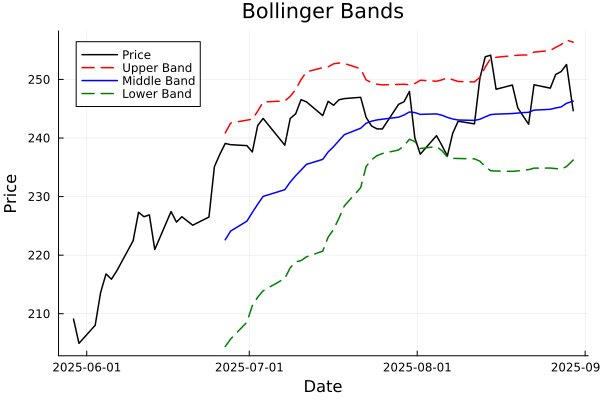 Bollinger Bands
Price
Upper Band
Middle Band
Lower Band
Price
250
240
230
220
210
2025-06-01
2025-07-01
2025-08-01
2025-09
Date